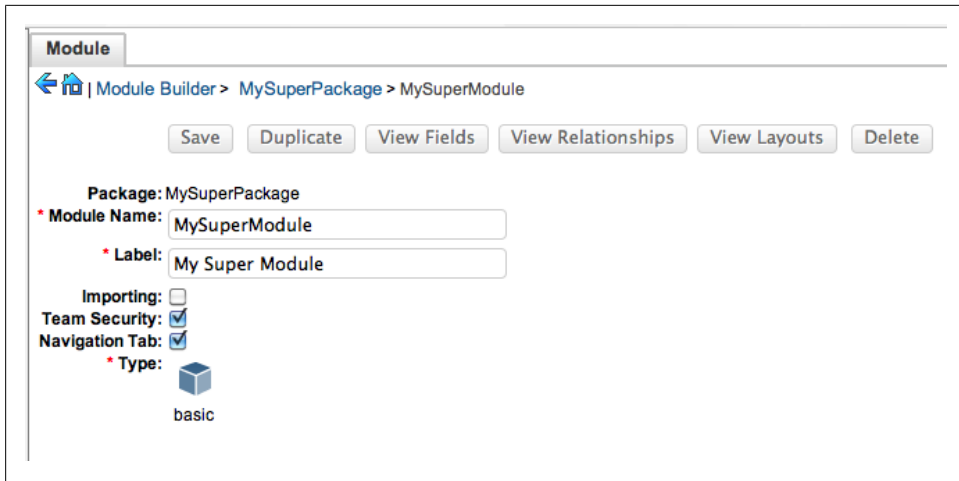 Module
| Module Builder > MySuperPackage > MySuperModule
Save Duplicate View Fields View Relationships View Layouts Delete
Package: MySuperPackage
* Module Name: MySuperModule
* Label: My Super Module
Importing:
Team Security:
Navigation Tab:
* Type:
basic